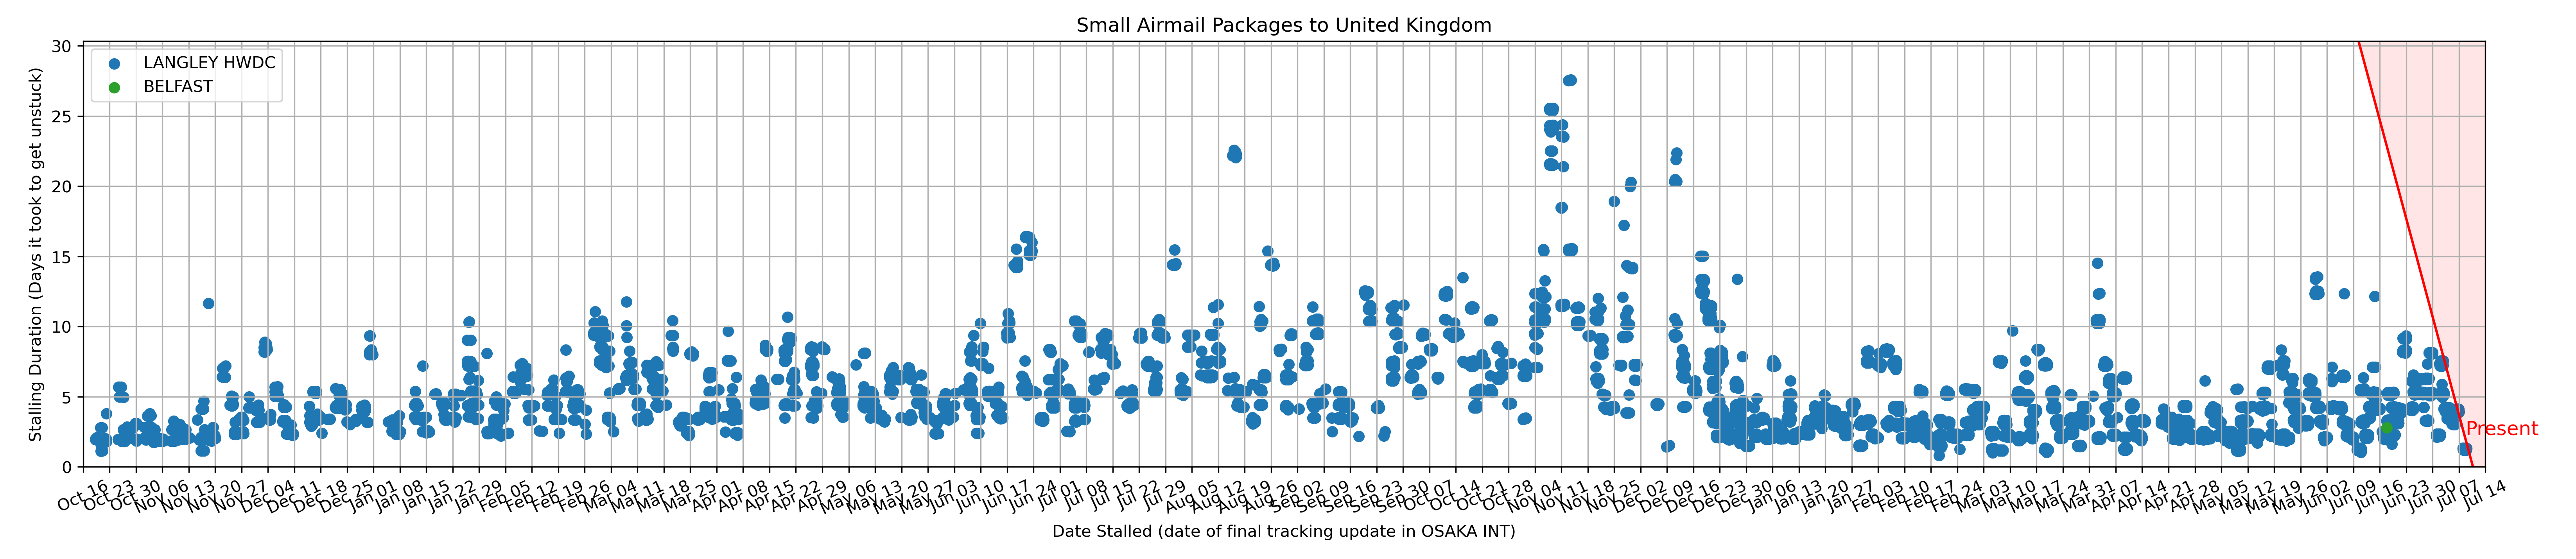 Small Airmail Packages to United Kingdom
LANGLEY HWDC
BELFAST
Stalling Duration (Days it took to get unstuck)
30
25
20
15
10
5
0
Present
Oct 16
Oct 23
Oct 30
Nov 06
Nov 13
Nov 20
Nov 27
Dec 04
Dec 11
Dec 18
Dec 25
Jan 01
Jan 08
Jan 15
Jan 22
Jan 29
Feb 05
Feb 12
Feb 19
Feb 26
Mar 04
Mar 11
Mar 18
Mar 25
Apr 01
Apr 08
Apr 15
Apr 22
Apr 29
May 06
May 13
May 20
May 27
Jun 03
Jun 10
Jun 17
Jun 24
Jul 01
Jul 08
Jul 15
Jul 22
Jul 29
Aug 05
Aug 12
Aug 19
Aug 26
Sep 02
Sep 09
Sep 16
Sep 23
Sep 30
Oct 07
Oct 14
Oct 21
Oct 28
Nov 04
Nov 11
Nov 18
Nov 25
Dec 02
Dec 09
Dec 16
Dec 23
Dec 30
Jan 06
Jan 13
Jan 20
Jan 27
Feb 03
Feb 10
Feb 17
Feb 24
Mar 03
Mar 10
Mar 17
Mar 24
Mar 31
Apr 07
Apr 14
Apr 21
Apr 28
May 05
May 12
May 19
May 26
Jun 02
Jun 09
Jun 16
Jun 23
Jun 30
Jul 07
Jul 14
Date Stalled (date of final tracking update in OSAKA INT)